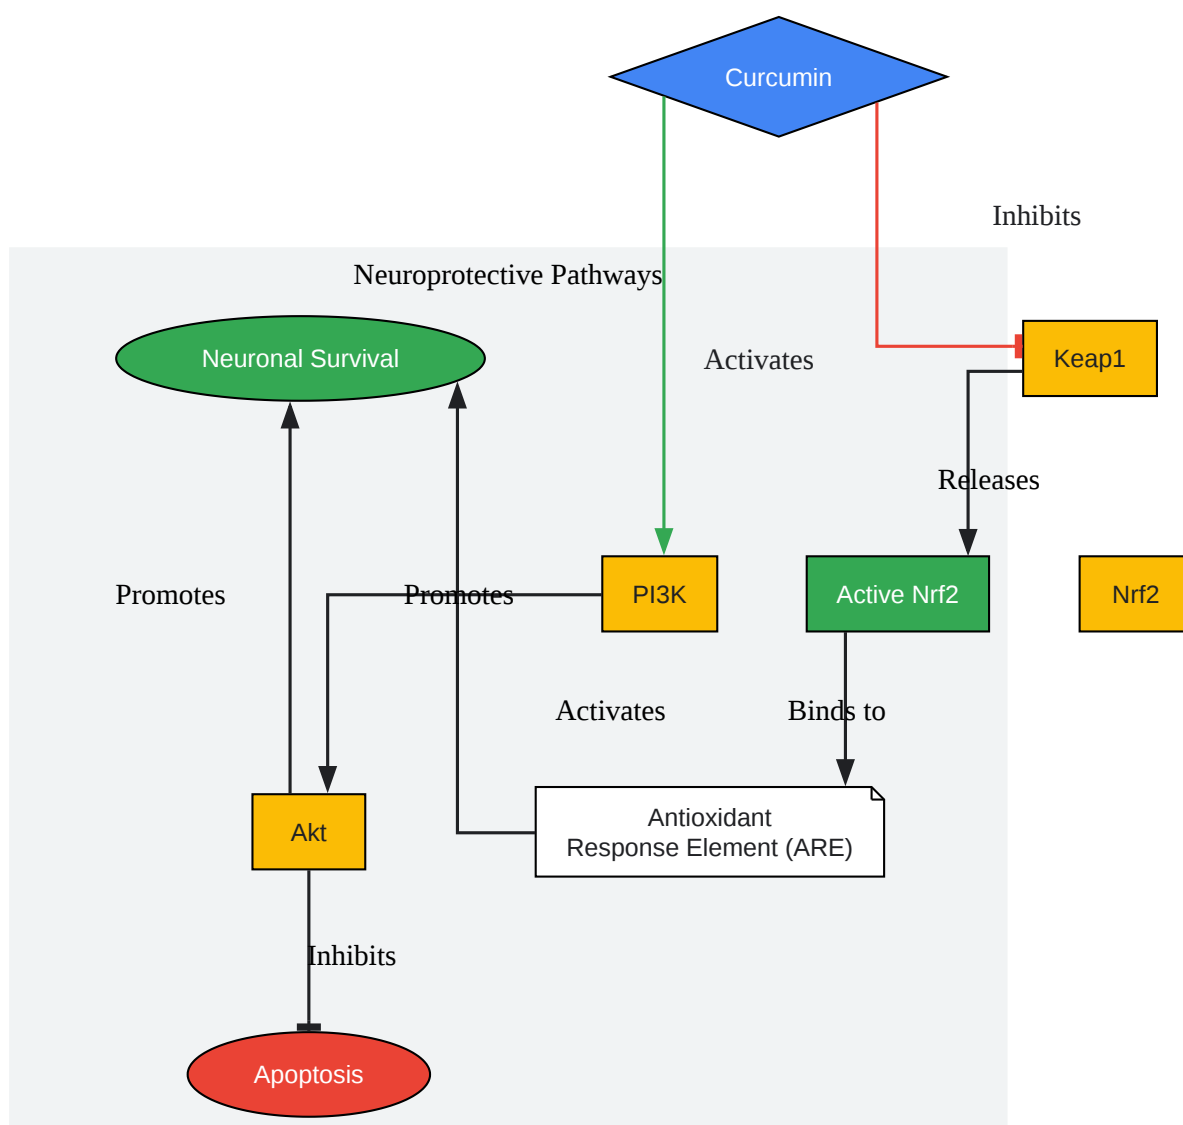 Curcumin
Inhibits
Neuroprotective Pathways
Neuronal Survival
Activates
Keap1
Releases
Promotes
Promotes
PI3K
Active Nrf2
Nrf2
Activates
Binds to
Akt
Antioxidant
Response Element (ARE)
Inhibits
Apoptosis